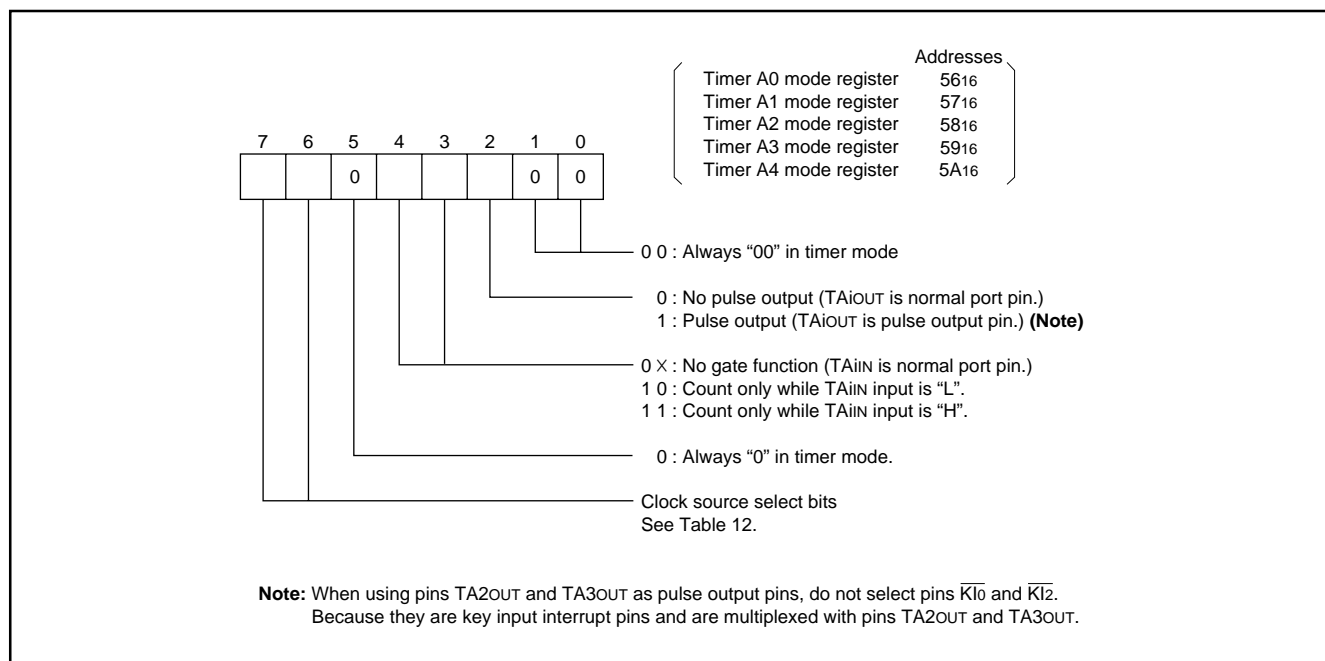 Addresses
Timer A0 mode register 5616
Timer A1 mode register 5716
Timer A2 mode register 5816
Timer A3 mode register 5916
Timer A4 mode register 5A16
7 6 5 4 3 2 1 0
0 0 0
0 0 : Always “00” in timer mode
0 : No pulse output (TAiOUT is normal port pin.)
1 : Pulse output (TAiOUT is pulse output pin.) (Note)
0 × : No gate function (TAiIN is normal port pin.)
1 0 : Count only while TAiIN input is “L”.
1 1 : Count only while TAiIN input is “H”.
0 : Always “0” in timer mode.
Clock source select bits
See Table 12.
Note: When using pins TA2OUT and TA3OUT as pulse output pins, do not select pins K̅I̅0 and K̅I̅2.
Because they are key input interrupt pins and are multiplexed with pins TA2OUT and TA3OUT.